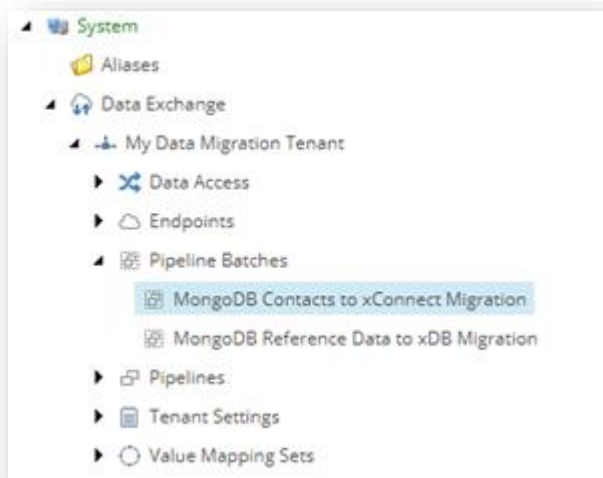 System
Aliases
Data Exchange
My Data Migration Tenant
Data Access
Endpoints
Pipeline Batches
MongoDB Contacts to xConnect Migration
MongoDB Reference Data to xDB Migration
Pipelines
Tenant Settings
Value Mapping Sets